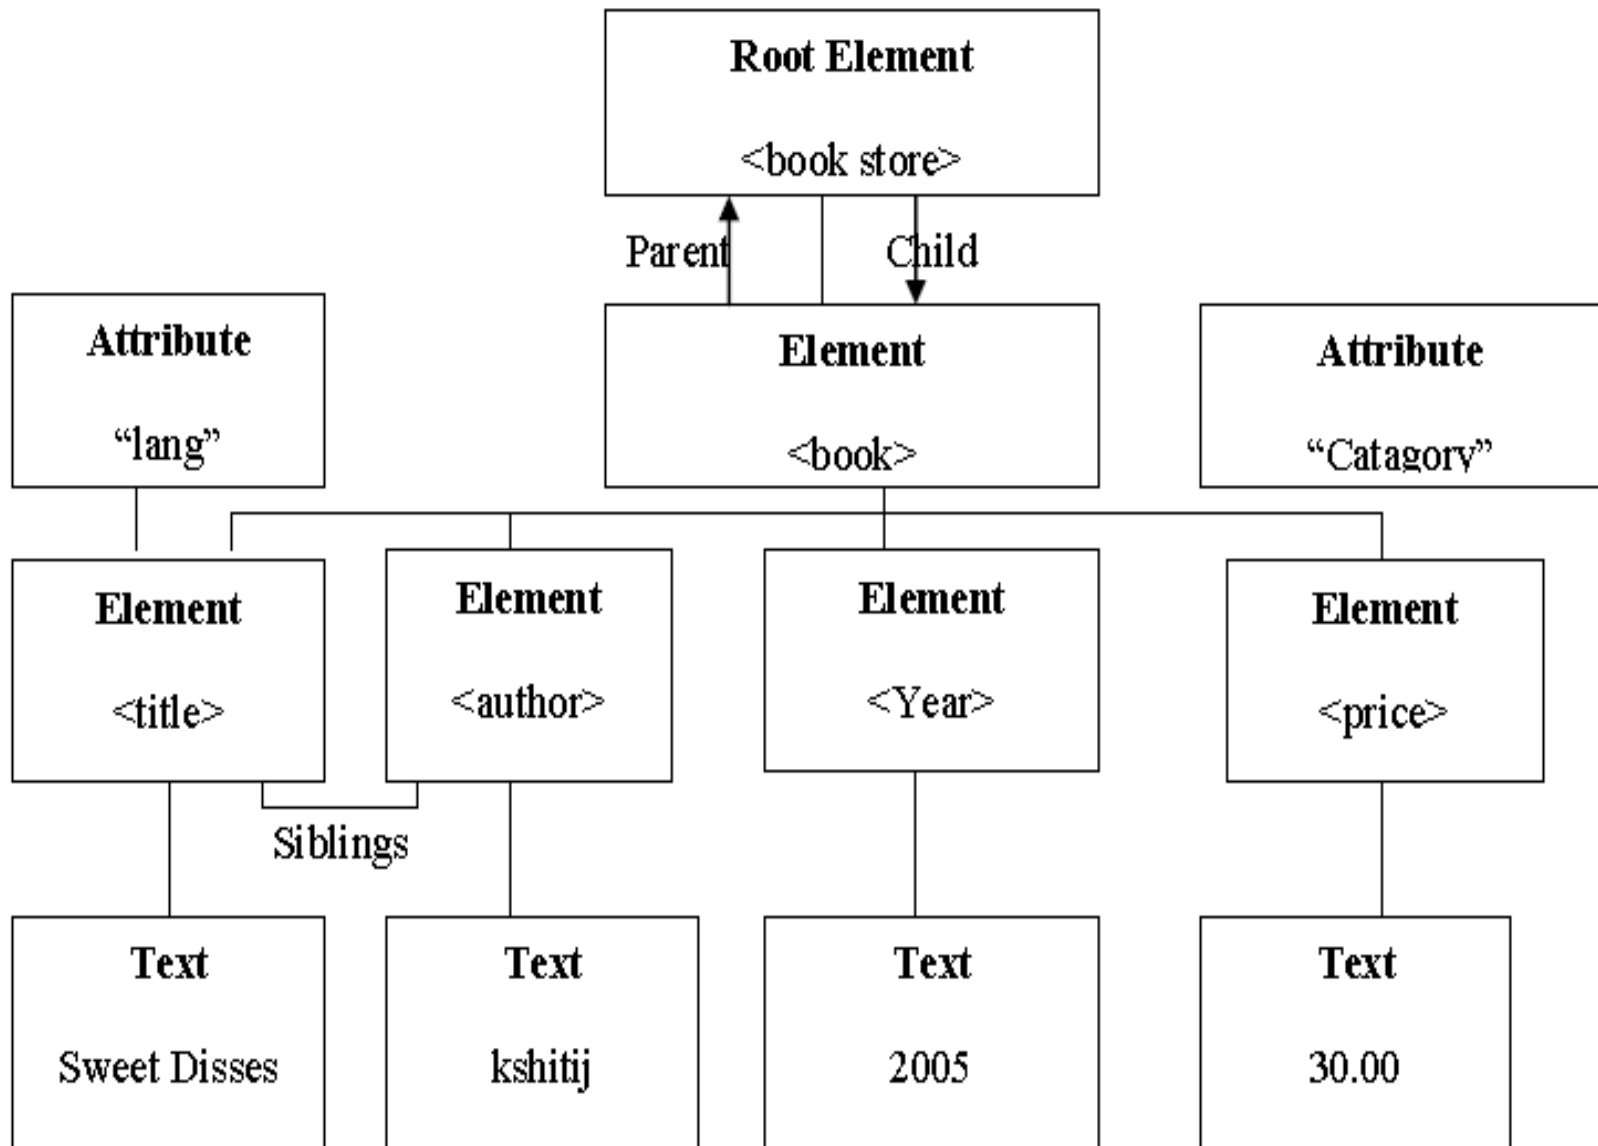 Root Element
<book store>
Parent
Child
Attribute
“lang”
Element
<book>
Attribute
“Catagory”
Element
<title>
Element
<author>
Element
<Year>
Element
<price>
Siblings
Text
Sweet Disses
Text
kshitij
Text
2005
Text
30.00